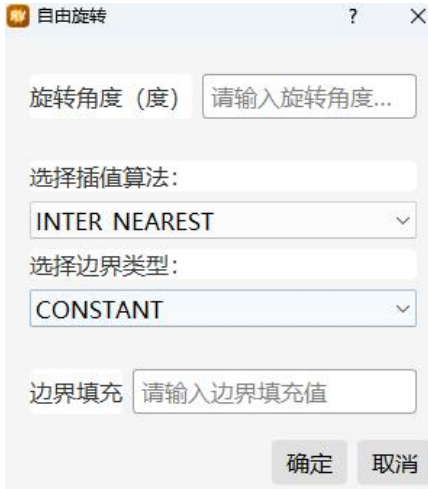 自由旋转 ?
旋转角度（度） 请输入旋转角度...
选择插值算法:
INTER NEAREST
选择边界类型:
CONSTANT
边界填充 请输入边界填充值
确定 取消